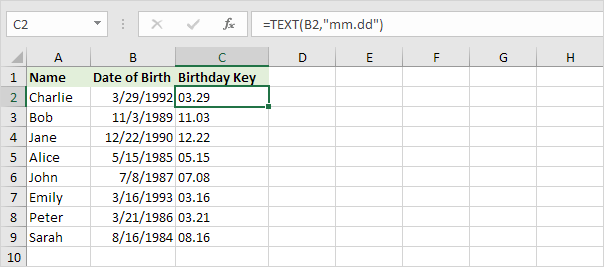 C2 =TEXT(B2,"mm.dd")
A B C D E F G H
1 Name Date of Birth Birthday Key
2 Charlie 3/29/1992 03.29
3 Bob 11/3/1989 11.03
4 Jane 12/22/1990 12.22
5 Alice 5/15/1985 05.15
6 John 7/8/1987 07.08
7 Emily 3/16/1993 03.16
8 Peter 3/21/1986 03.21
9 Sarah 8/16/1984 08.16
10